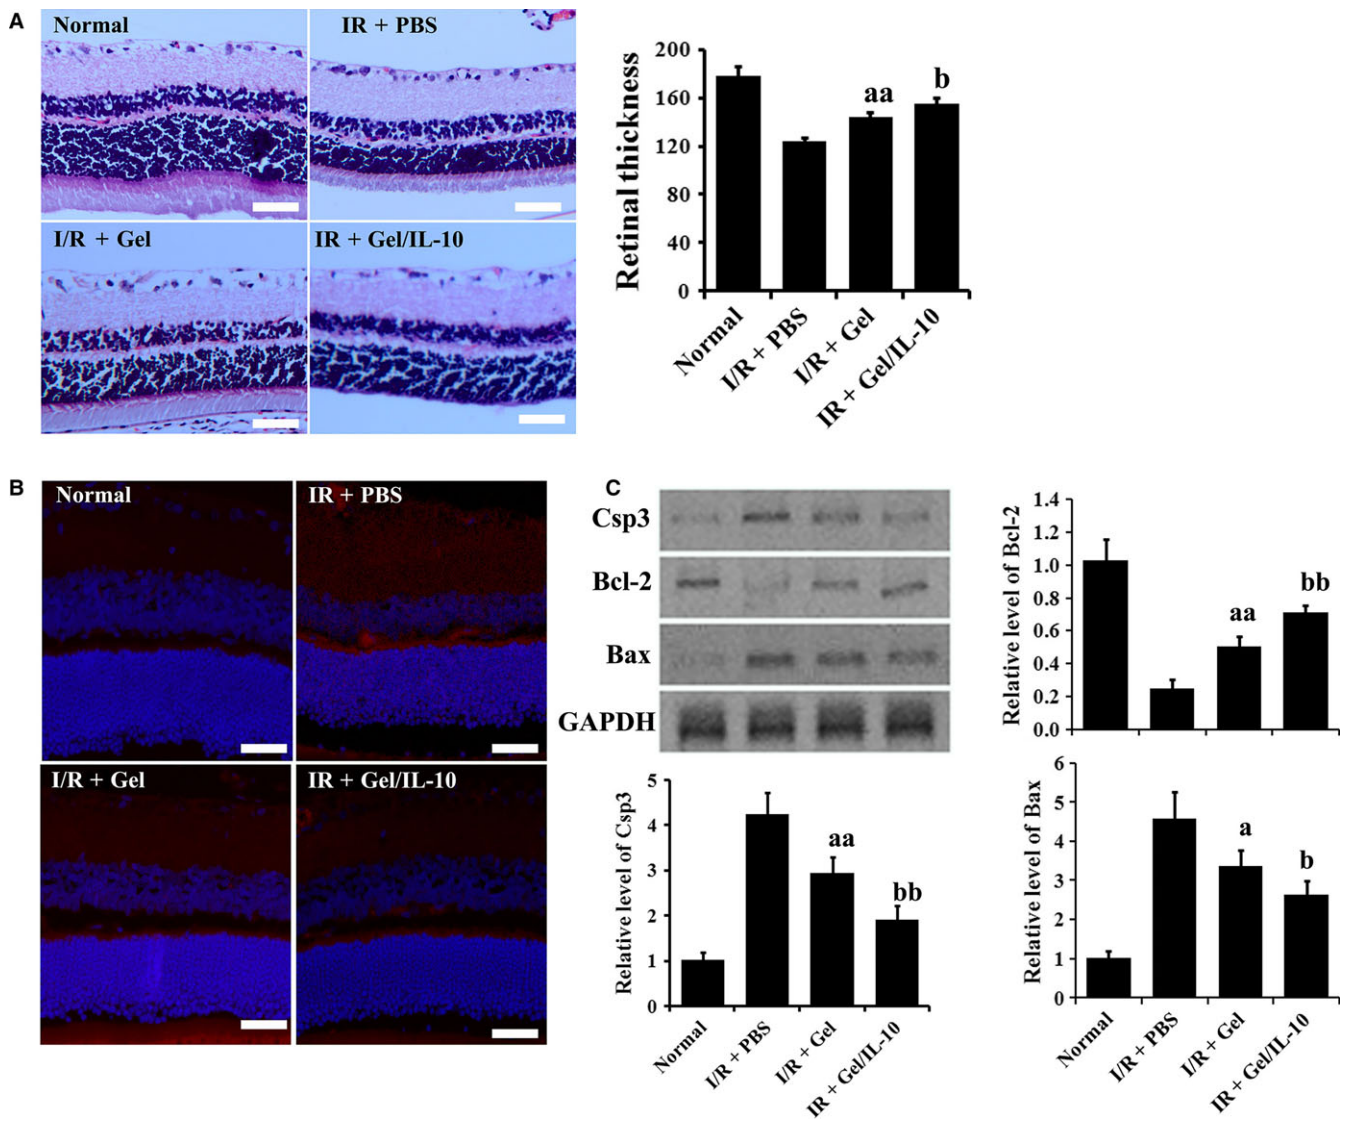 A
Normal
IR + PBS
I/R + Gel
IR + Gel/IL-10
Retinal thickness
200
160
120
80
40
0
aa
b
Normal
I/R + PBS
I/R + Gel
IR + Gel/IL-10
B
Normal
IR + PBS
I/R + Gel
IR + Gel/IL-10
C
Csp3
Bcl-2
Bax
GAPDH
Relative level of Bcl-2
1.4
1.2
1.0
0.8
0.6
0.4
0.2
0.0
aa
bb
Relative level of Csp3
5
4
3
2
1
0
aa
bb
Normal
I/R + PBS
I/R + Gel
IR + Gel/IL-10
Relative level of Bax
6
5
4
3
2
1
0
a
b
Normal
I/R + PBS
I/R + Gel
IR + Gel/IL-10